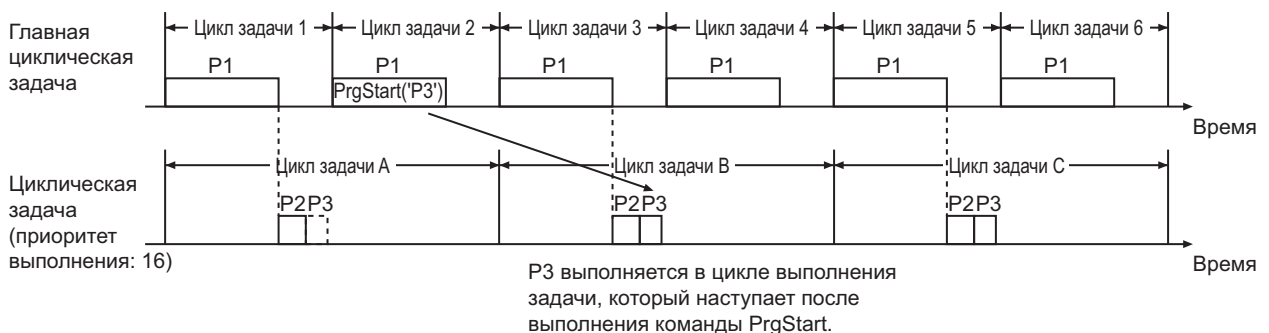 Главная
циклическая
задача
Цикл задачи 1
Цикл задачи 2
Цикл задачи 3
Цикл задачи 4
Цикл задачи 5
Цикл задачи 6
P1
P1
P1
P1
P1
P1
PrgStart('P3')
Время
Циклическая
задача
(приоритет
выполнения: 16)
Цикл задачи A
Цикл задачи B
Цикл задачи C
P2 P3
P2 P3
P2 P3
Время
P3 выполняется в цикле выполнения
задачи, который наступает после
выполнения команды PrgStart.